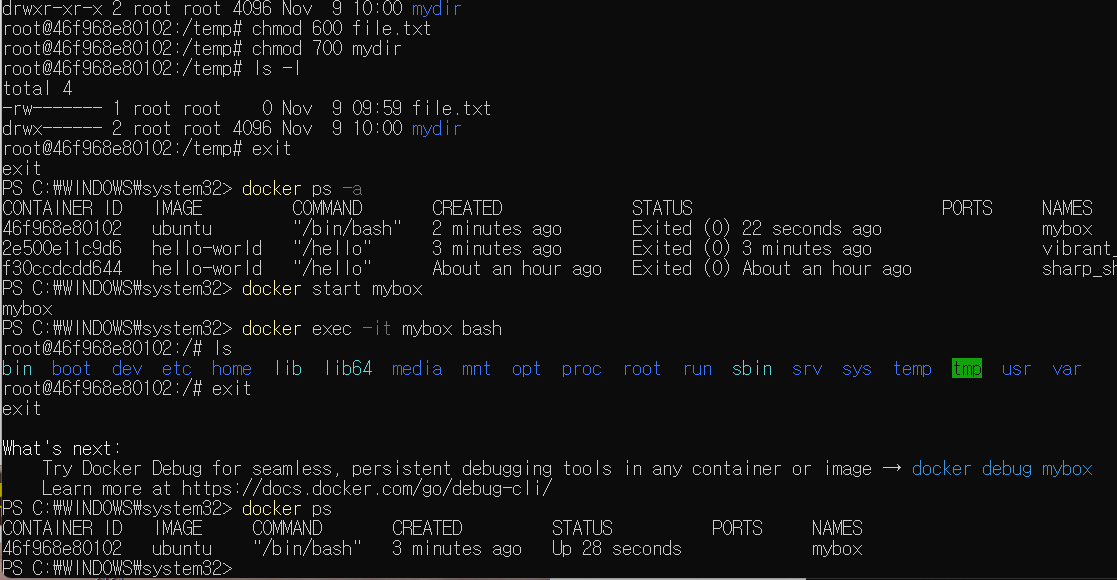 drwxr-xr-x 2 root root 4096 Nov  9 10:00 mydir
root@46f968e80102:/temp# chmod 600 file.txt
root@46f968e80102:/temp# chmod 700 mydir
root@46f968e80102:/temp# ls -l
total 4
-rw------- 1 root root    0 Nov  9 09:59 file.txt
drwx------ 2 root root 4096 Nov  9 10:00 mydir
root@46f968e80102:/temp# exit
exit
PS C:₩WINDOWS₩system32> docker ps -a
CONTAINER ID   IMAGE         COMMAND       CREATED             STATUS                         PORTS     NAMES
46f968e80102   ubuntu        "/bin/bash"   2 minutes ago       Exited (0) 22 seconds ago                mybox
2e500e11c9d6   hello-world   "/hello"      3 minutes ago       Exited (0) 3 minutes ago                 vibrant_
f30ccdcdd644   hello-world   "/hello"      About an hour ago   Exited (0) About an hour ago             sharp_sh
PS C:₩WINDOWS₩system32> docker start mybox
mybox
PS C:₩WINDOWS₩system32> docker exec -it mybox bash
root@46f968e80102:/# ls
bin  boot  dev  etc  home  lib  lib64  media  mnt  opt  proc  root  run  sbin  srv  sys  temp  tmp  usr  var
root@46f968e80102:/# exit
exit
What's next:
    Try Docker Debug for seamless, persistent debugging tools in any container or image → docker debug mybox
    Learn more at https://docs.docker.com/go/debug-cli/
PS C:₩WINDOWS₩system32> docker ps
CONTAINER ID   IMAGE     COMMAND       CREATED         STATUS          PORTS     NAMES
46f968e80102   ubuntu    "/bin/bash"   3 minutes ago   Up 28 seconds             mybox
PS C:₩WINDOWS₩system32>